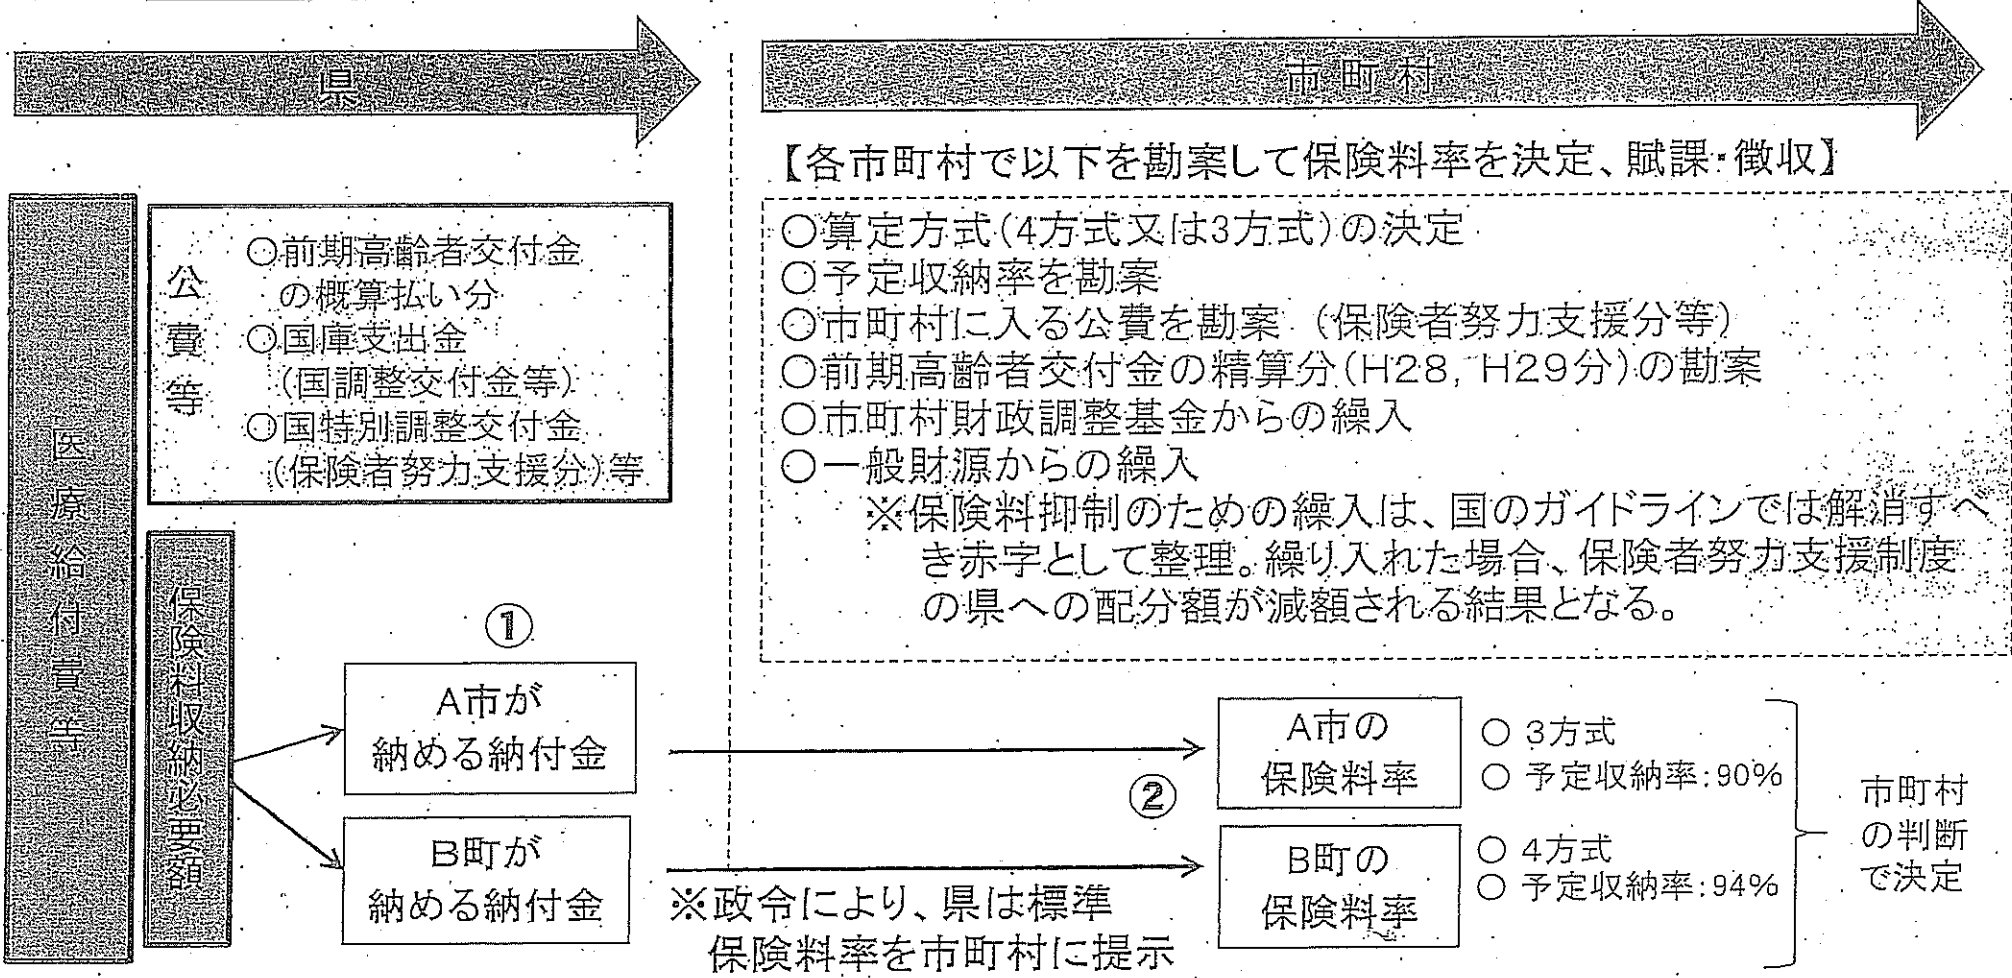 県
市町村
医療給付費等
公費等
○前期高齢者交付金
の概算払い分
○国庫支出金
(国調整交付金等)
○国特別調整交付金
(保険者努力支援分)等
保険料収納必要額
①
A市が
納める納付金
B町が
納める納付金
【各市町村で以下を勘案して保険料率を決定、賦課・徴収】
○算定方式(4方式又は3方式)の決定
○予定収納率を勘案
○市町村に入る公費を勘案 (保険者努力支援分等)
○前期高齢者交付金の精算分(H28, H29分)の勘案
○市町村財政調整基金からの繰入
○一般財源からの繰入
※保険料抑制のための繰入は、国のガイドラインでは解消すべ
き赤字として整理。繰り入れた場合、保険者努力支援制度
の県への配分額が減額される結果となる。
②
A市の
保険料率
○ 3方式
○ 予定収納率:90%
B町の
保険料率
○ 4方式
○ 予定収納率:94%
市町村
の判断
で決定
※政令により、県は標準
保険料率を市町村に提示